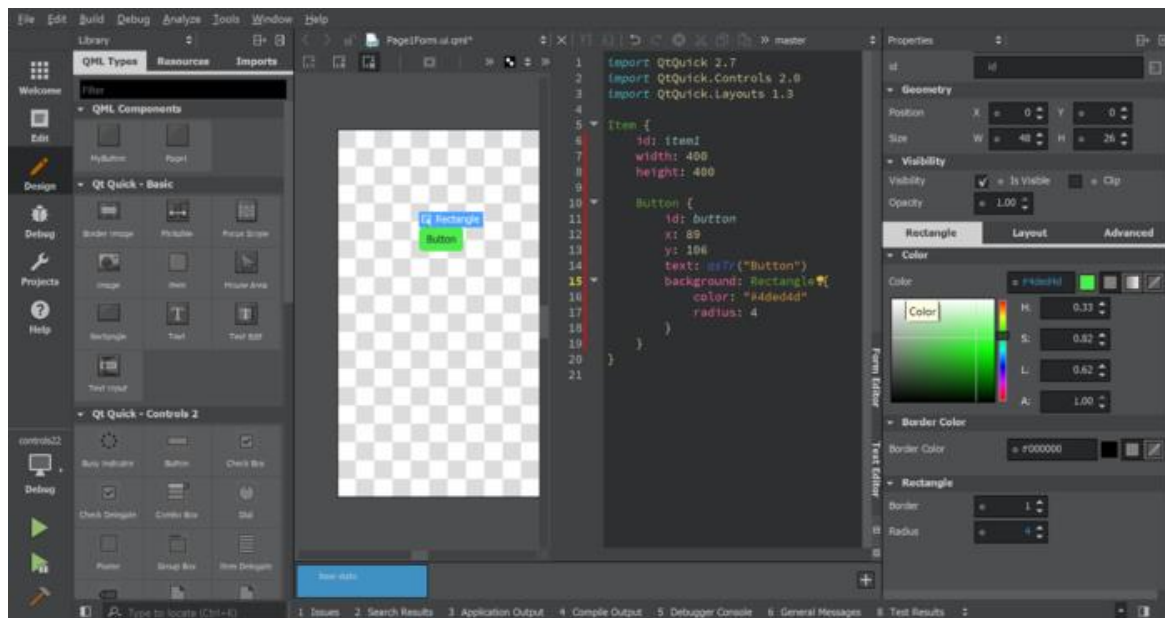 File Edit Build Debug Analyze Tools Window Help
Library
Page1Form.ui.qml*
master
Properties
QML Types Resources Imports
Filter
QML Components
MyButton Page1
Qt Quick - Basic
Border Image Flickable Focus Scope
Image Item Mouse Area
Rectangle Text Text Edit
Text Input
Qt Quick - Controls 2
Busy Indicator Button Check Box
Check Delegate Combo Box Dial
Frame Group Box Item Delegate
Welcome
Edit
Design
Debug
Projects
Help
controls22
Debug
Rectangle
Button
1 import QtQuick 2.7
2 import QtQuick.Controls 2.0
3 import QtQuick.Layouts 1.3
4
5 Item {
6 id: item1
7 width: 400
8 height: 400
9
10 Button {
11 id: button
12 x: 89
13 y: 106
14 text: qsTr("Button")
15 background: Rectangle {
16 color: "#4ded4d"
17 radius: 4
18 }
19 }
20 }
21
Form Editor
Text Editor
id id
Geometry
Position X 0 Y 0
Size W 48 H 26
Visibility
Visibility Is Visible Clip
Opacity 1.00
Rectangle Layout Advanced
Color
Color #4ded4d
Color
H: 0.33
S: 0.82
L: 0.62
A: 1.00
Border Color
Border Color #000000
Rectangle
Border 1
Radius 4
base state
Type to locate (Ctrl+K)
1 Issues 2 Search Results 3 Application Output 4 Compile Output 5 Debugger Console 6 General Messages 8 Test Results